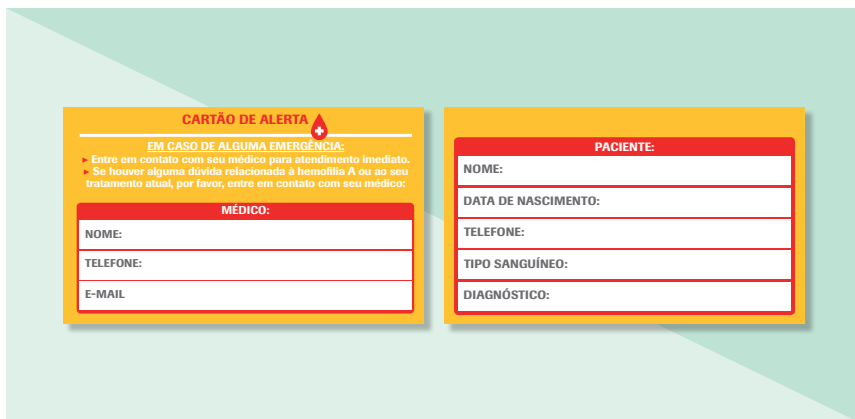 CARTÃO DE ALERTA
EM CASO DE ALGUMA EMERGÊNCIA:
▸ Entre em contato com seu médico para atendimento imediato.
▸ Se houver alguma dúvida relacionada à hemofilia A ou ao seu
tratamento atual, por favor, entre em contato com seu médico:
MÉDICO:
NOME:
TELEFONE:
E-MAIL
PACIENTE:
NOME:
DATA DE NASCIMENTO:
TELEFONE:
TIPO SANGUÍNEO:
DIAGNÓSTICO: